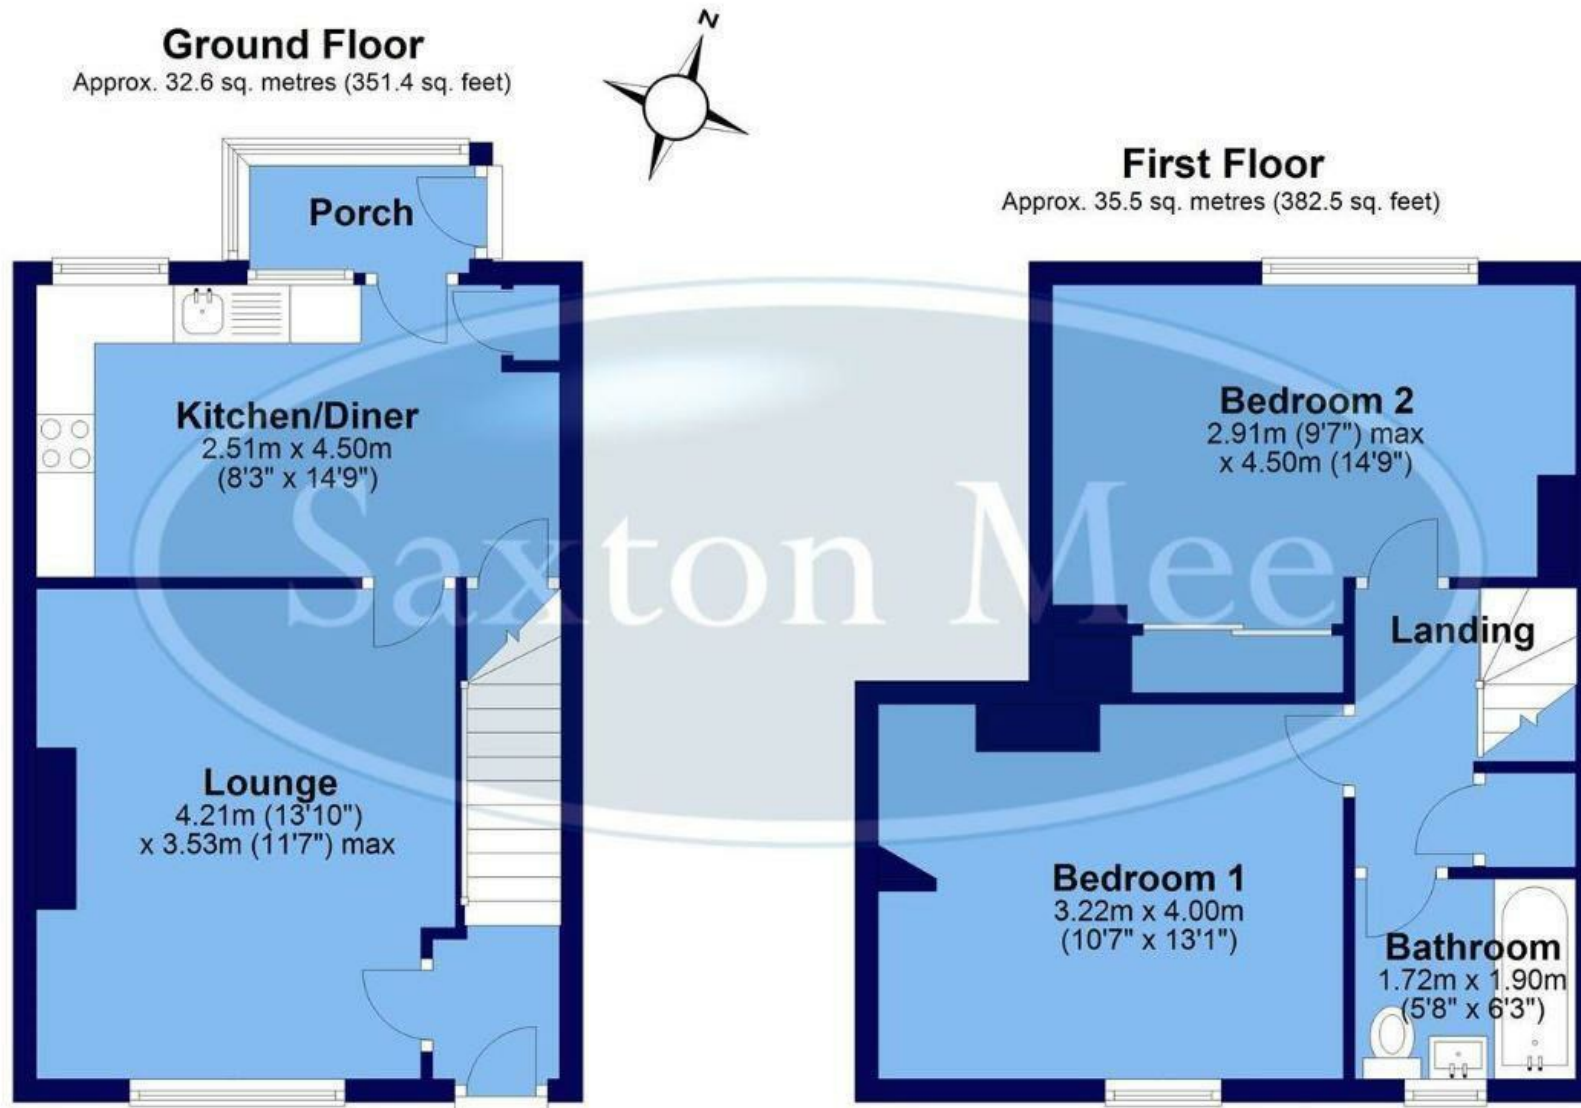 Ground Floor
Approx. 32.6 sq. metres (351.4 sq. feet)
N
First Floor
Approx. 35.5 sq. metres (382.5 sq. feet)
Porch
Kitchen/Diner
2.51m x 4.50m
(8'3" x 14'9")
Bedroom 2
2.91m (9'7") max
x 4.50m (14'9")
Saxton Mee
Landing
Lounge
4.21m (13'10")
x 3.53m (11'7") max
Bedroom 1
3.22m x 4.00m
(10'7" x 13'1")
Bathroom
1.72m x 1.90m
(5'8" x 6'3")